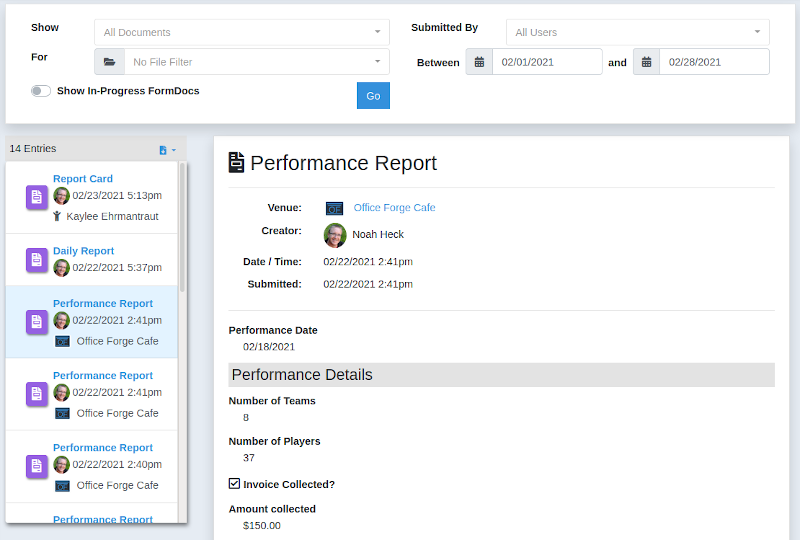 Show All Documents Submitted By All Users
For No File Filter Between 02/01/2021 and 02/28/2021
Show In-Progress FormDocs Go
14 Entries
Report Card
02/23/2021 5:13pm
Kaylee Ehrmantraut
Daily Report
02/22/2021 5:37pm
Performance Report
02/22/2021 2:41pm
Office Forge Cafe
Performance Report
02/22/2021 2:41pm
Office Forge Cafe
Performance Report
02/22/2021 2:40pm
Office Forge Cafe
Performance Report
Performance Report
Venue: Office Forge Cafe
Creator: Noah Heck
Date / Time: 02/22/2021 2:41pm
Submitted: 02/22/2021 2:41pm
Performance Date
02/18/2021
Performance Details
Number of Teams
8
Number of Players
37
Invoice Collected?
Amount collected
$150.00